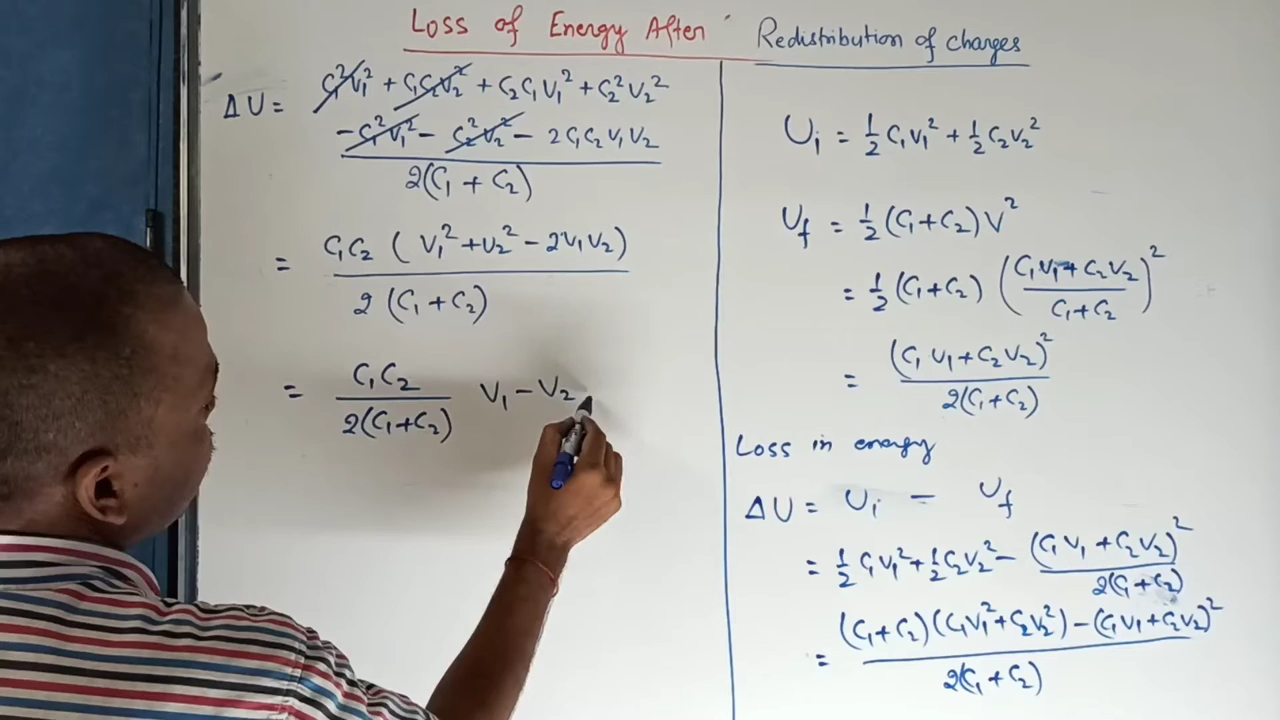 Loss of Energy After Redistribution of charges
ΔU = C₁²V₁² + C₁C₂V₂² + C₂C₁V₁² + C₂²V₂²
-C₁²V₁² - C₂²V₂² - 2C₁C₂V₁V₂
2(C₁ + C₂)
= C₁C₂ (V₁² + V₂² - 2V₁V₂)
2 (C₁ + C₂)
= C₁C₂ V₁ - V₂
2(C₁+C₂)
Uᵢ = 1/2 C₁V₁² + 1/2 C₂V₂²
U_f = 1/2 (C₁+C₂) V²
= 1/2 (C₁+C₂) (C₁V₁ + C₂V₂ / C₁+C₂)²
= (C₁V₁ + C₂V₂)²
2(C₁+C₂)
Loss in energy
ΔU = Uᵢ - U_f
= 1/2 C₁V₁² + 1/2 C₂V₂² - (C₁V₁ + C₂V₂)²
2(C₁+C₂)
= (C₁+C₂)(C₁V₁²+C₂V₂²) - (C₁V₁+C₂V₂)²
2(C₁+C₂)